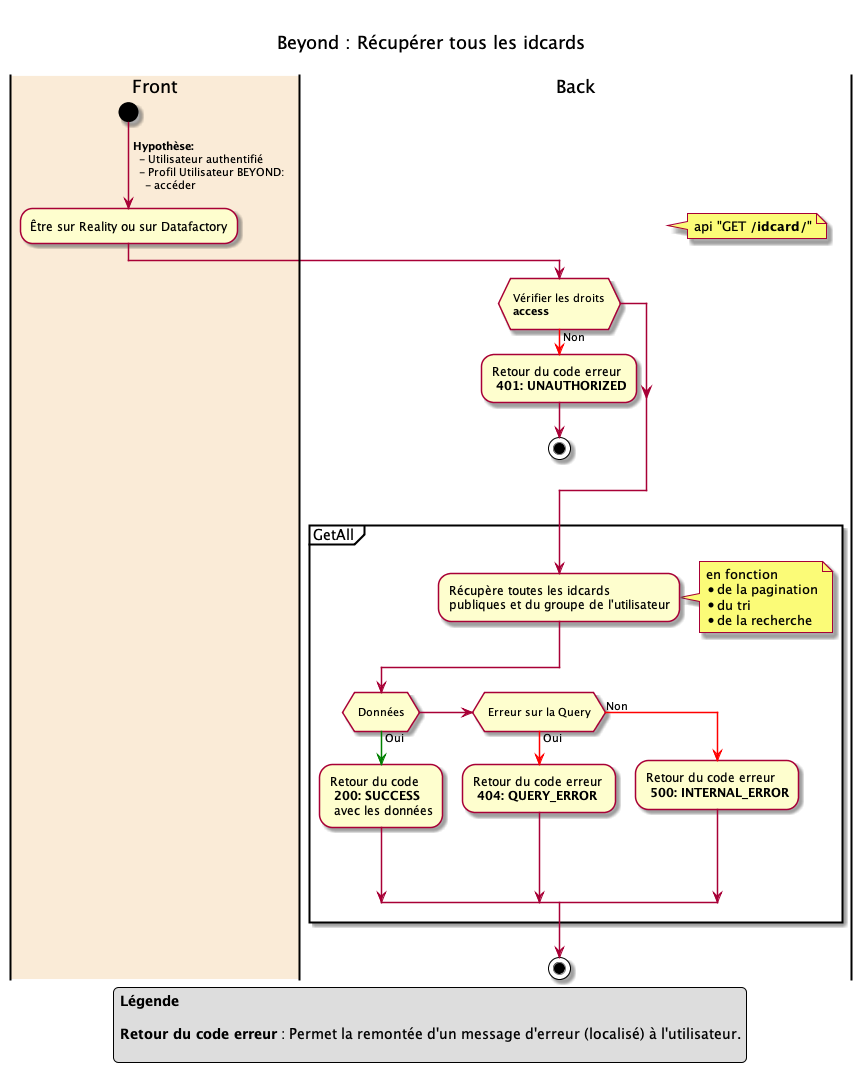 Beyond : Récupérer tous les idcards
Front
Back
Hypothèse:
- Utilisateur authentifié
- Profil Utilisateur BEYOND:
- accéder
Être sur Reality ou sur Datafactory
api "GET /idcard/"
Vérifier les droits
access
Non
Retour du code erreur
401: UNAUTHORIZED
GetAll
Récupère toutes les idcards
publiques et du groupe de l'utilisateur
en fonction
• de la pagination
• du tri
• de la recherche
Données
Erreur sur la Query
Non
Oui
Oui
Retour du code
200: SUCCESS
avec les données
Retour du code erreur
404: QUERY_ERROR
Retour du code erreur
500: INTERNAL_ERROR
Légende
Retour du code erreur : Permet la remontée d'un message d'erreur (localisé) à l'utilisateur.